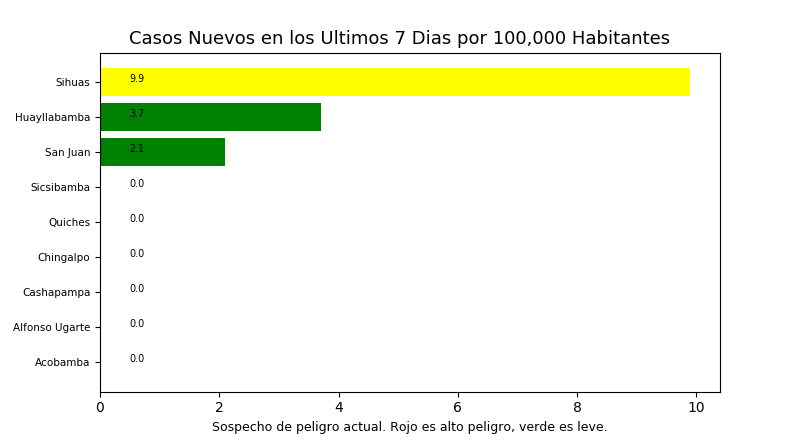 Casos Nuevos en los Ultimos 7 Dias por 100,000 Habitantes
Sihuas 9.9
Huayllabamba 3.7
San Juan 2.1
Sicsibamba 0.0
Quiches 0.0
Chingalpo 0.0
Cashapampa 0.0
Alfonso Ugarte 0.0
Acobamba 0.0
0 2 4 6 8 10
Sospecho de peligro actual. Rojo es alto peligro, verde es leve.